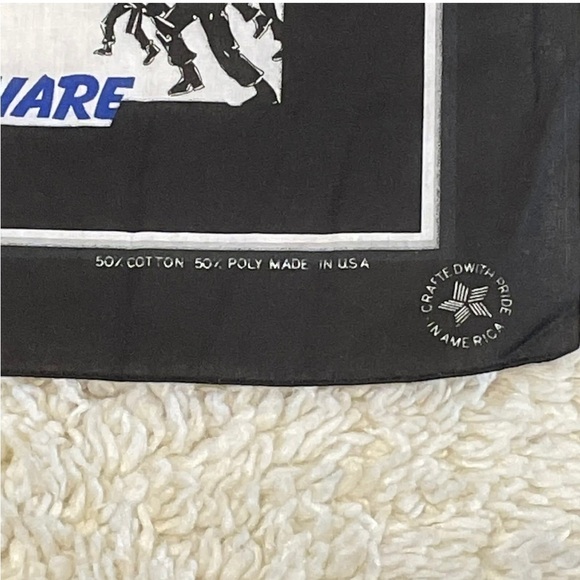 WARE
50% COTTON 50% POLY MADE IN U.S.A
CRAFTED WITH PRIDE
IN AMERICA